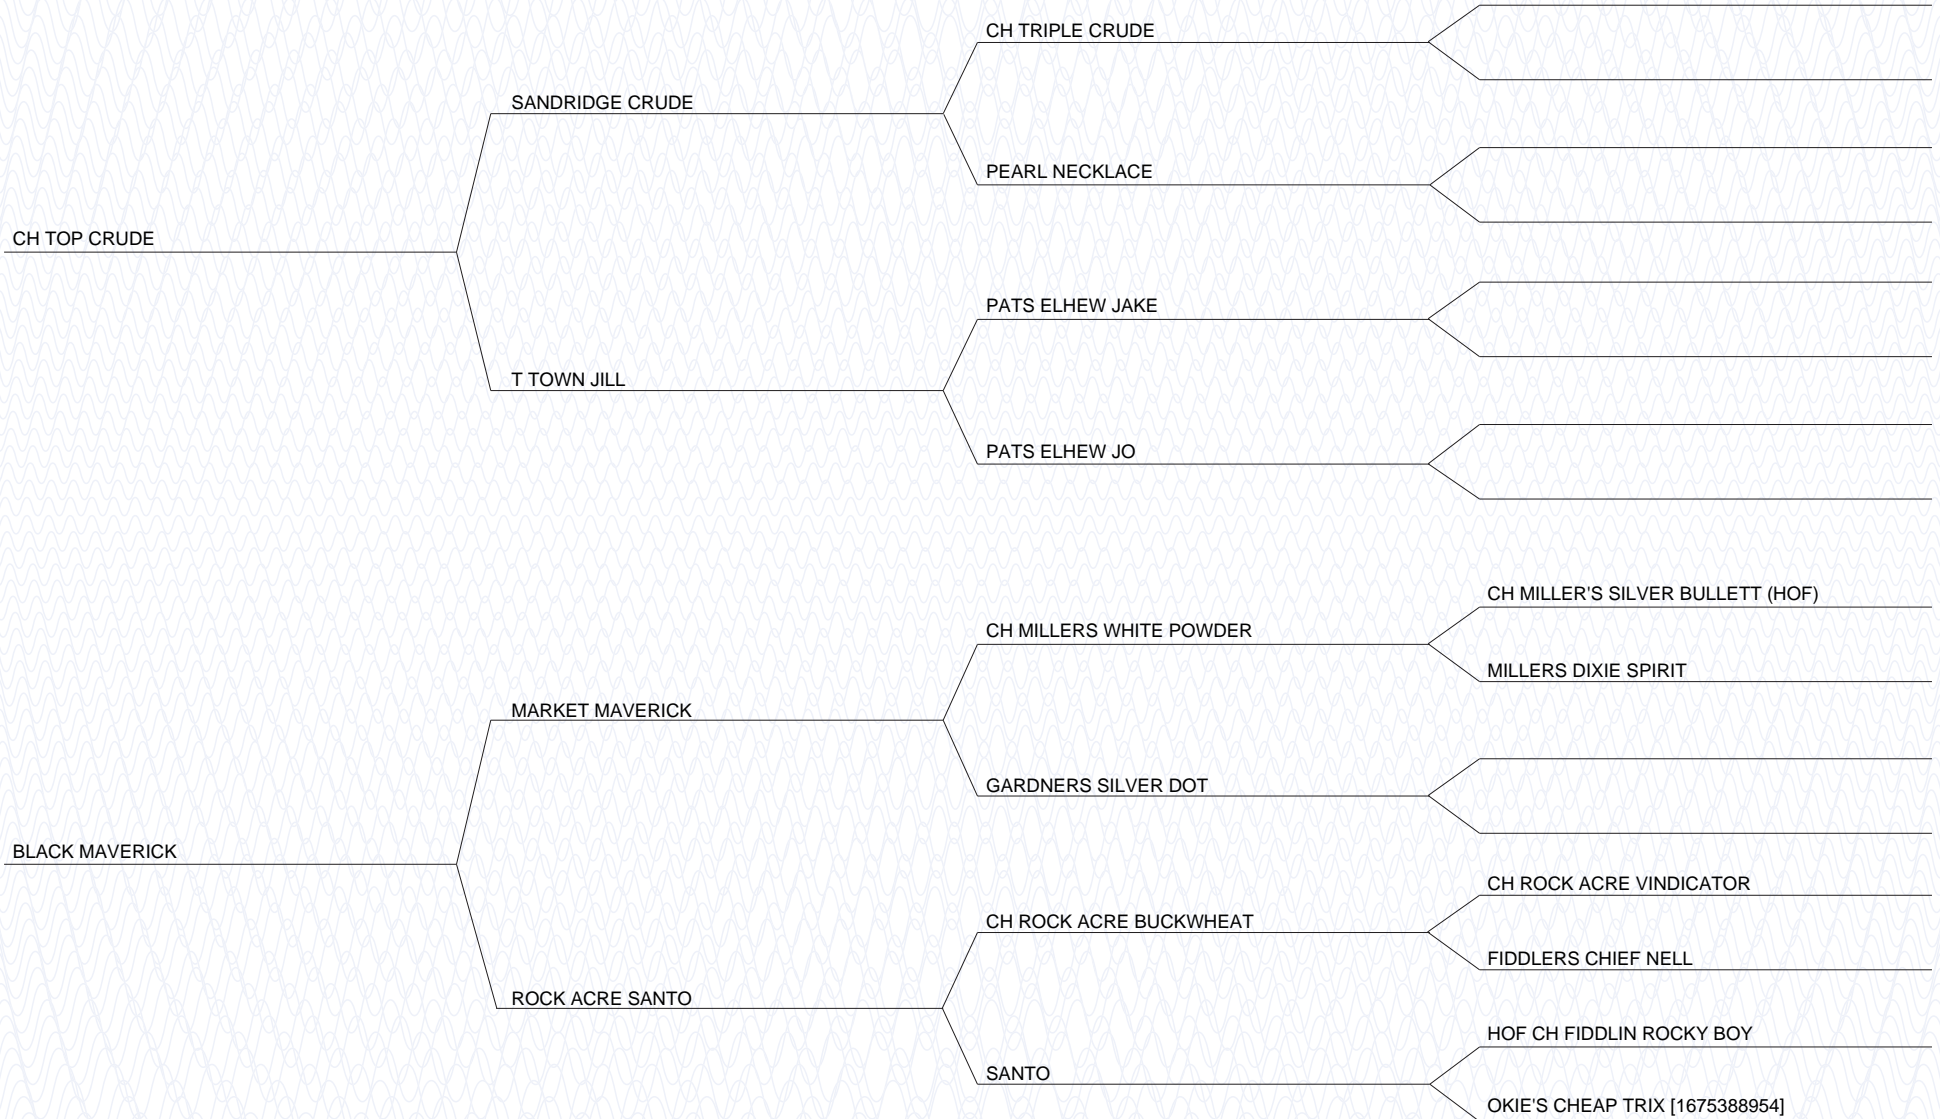 CH TRIPLE CRUDE
SANDRIDGE CRUDE
PEARL NECKLACE
CH TOP CRUDE
PATS ELHEW JAKE
T TOWN JILL
PATS ELHEW JO
CH MILLER'S SILVER BULLETT (HOF)
CH MILLERS WHITE POWDER
MILLERS DIXIE SPIRIT
MARKET MAVERICK
GARDNERS SILVER DOT
BLACK MAVERICK
CH ROCK ACRE VINDICATOR
CH ROCK ACRE BUCKWHEAT
FIDDLERS CHIEF NELL
ROCK ACRE SANTO
HOF CH FIDDLIN ROCKY BOY
SANTO
OKIE'S CHEAP TRIX [1675388954]